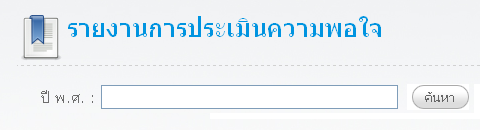 รายงานการประเมินความพอใจ
ปี พ.ศ. :
ค้นหา